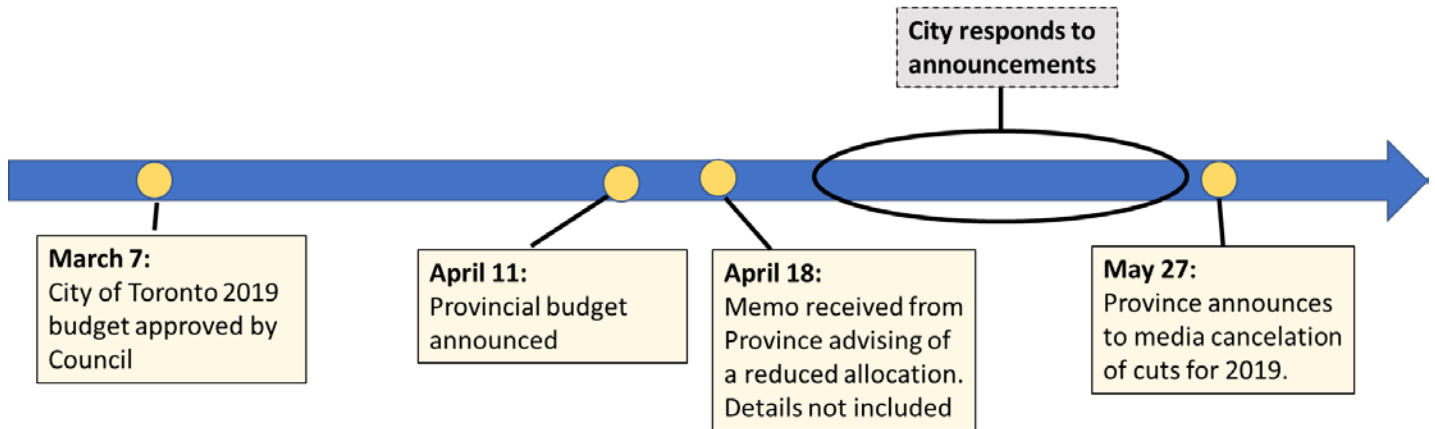 City responds to
announcements
March 7:
City of Toronto 2019
budget approved by
Council
April 11:
Provincial budget
announced
April 18:
Memo received from
Province advising of
a reduced allocation.
Details not included
May 27:
Province announces
to media cancelation
of cuts for 2019.